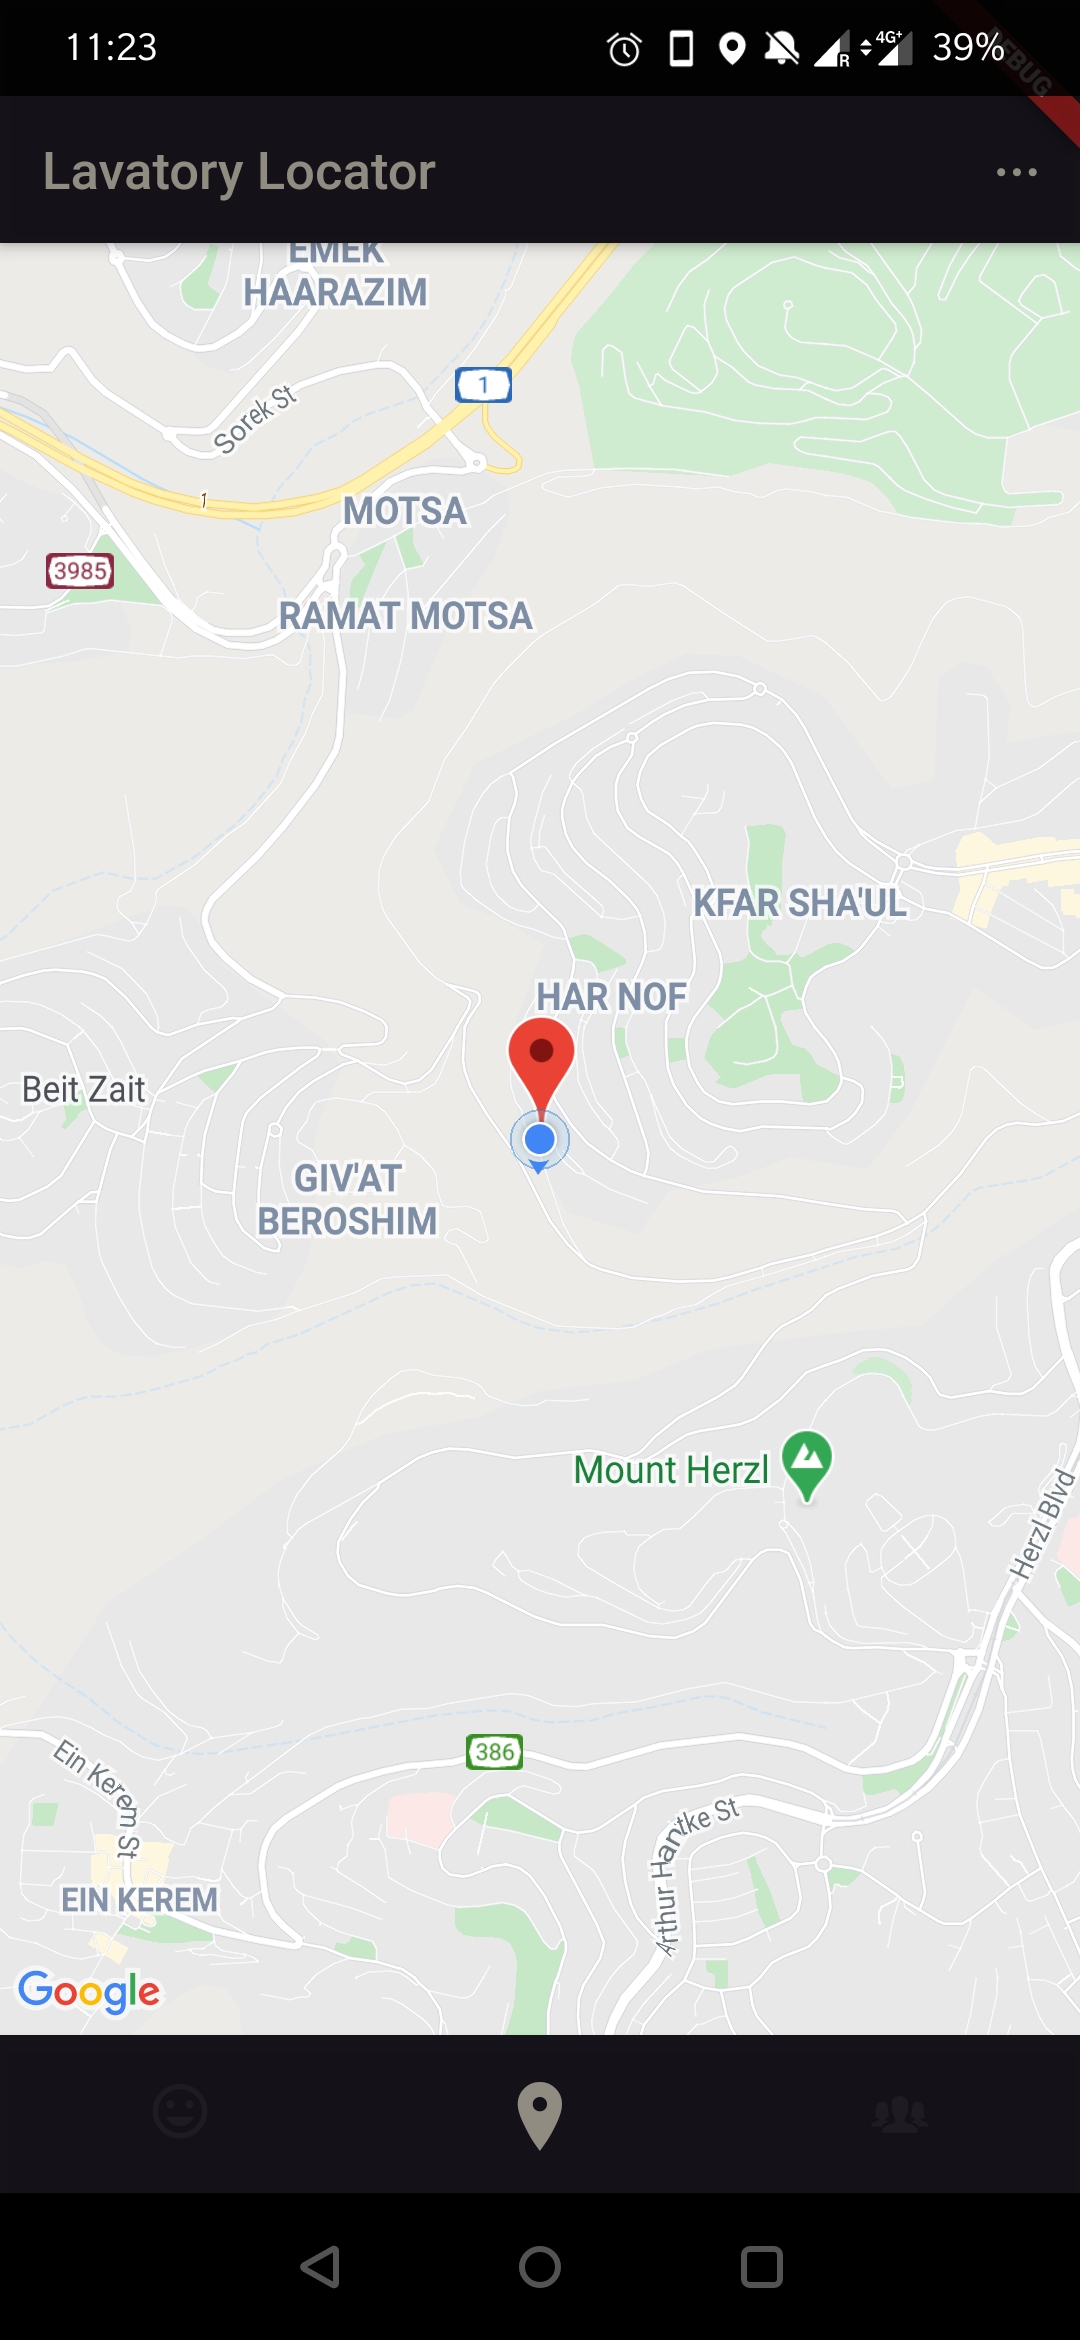 11:23
R
4G+
39%
DEBUG
Lavatory Locator
EMEK
HAARAZIM
1
Sorek St
1
MOTSA
3985
RAMAT MOTSA
KFAR SHA'UL
HAR NOF
Beit Zait
GIV'AT
BEROSHIM
Mount Herzl
Herzl Blvd
386
Ein Kerem St
Arthur Hantke St
EIN KEREM
Google